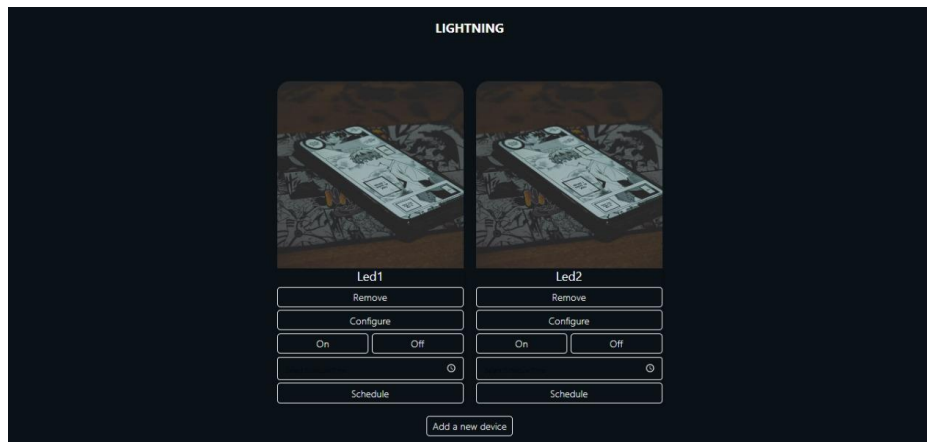 LIGHTNING
Led1
Led2
Remove
Remove
Configure
Configure
On
Off
On
Off
Schedule
Schedule
Add a new device